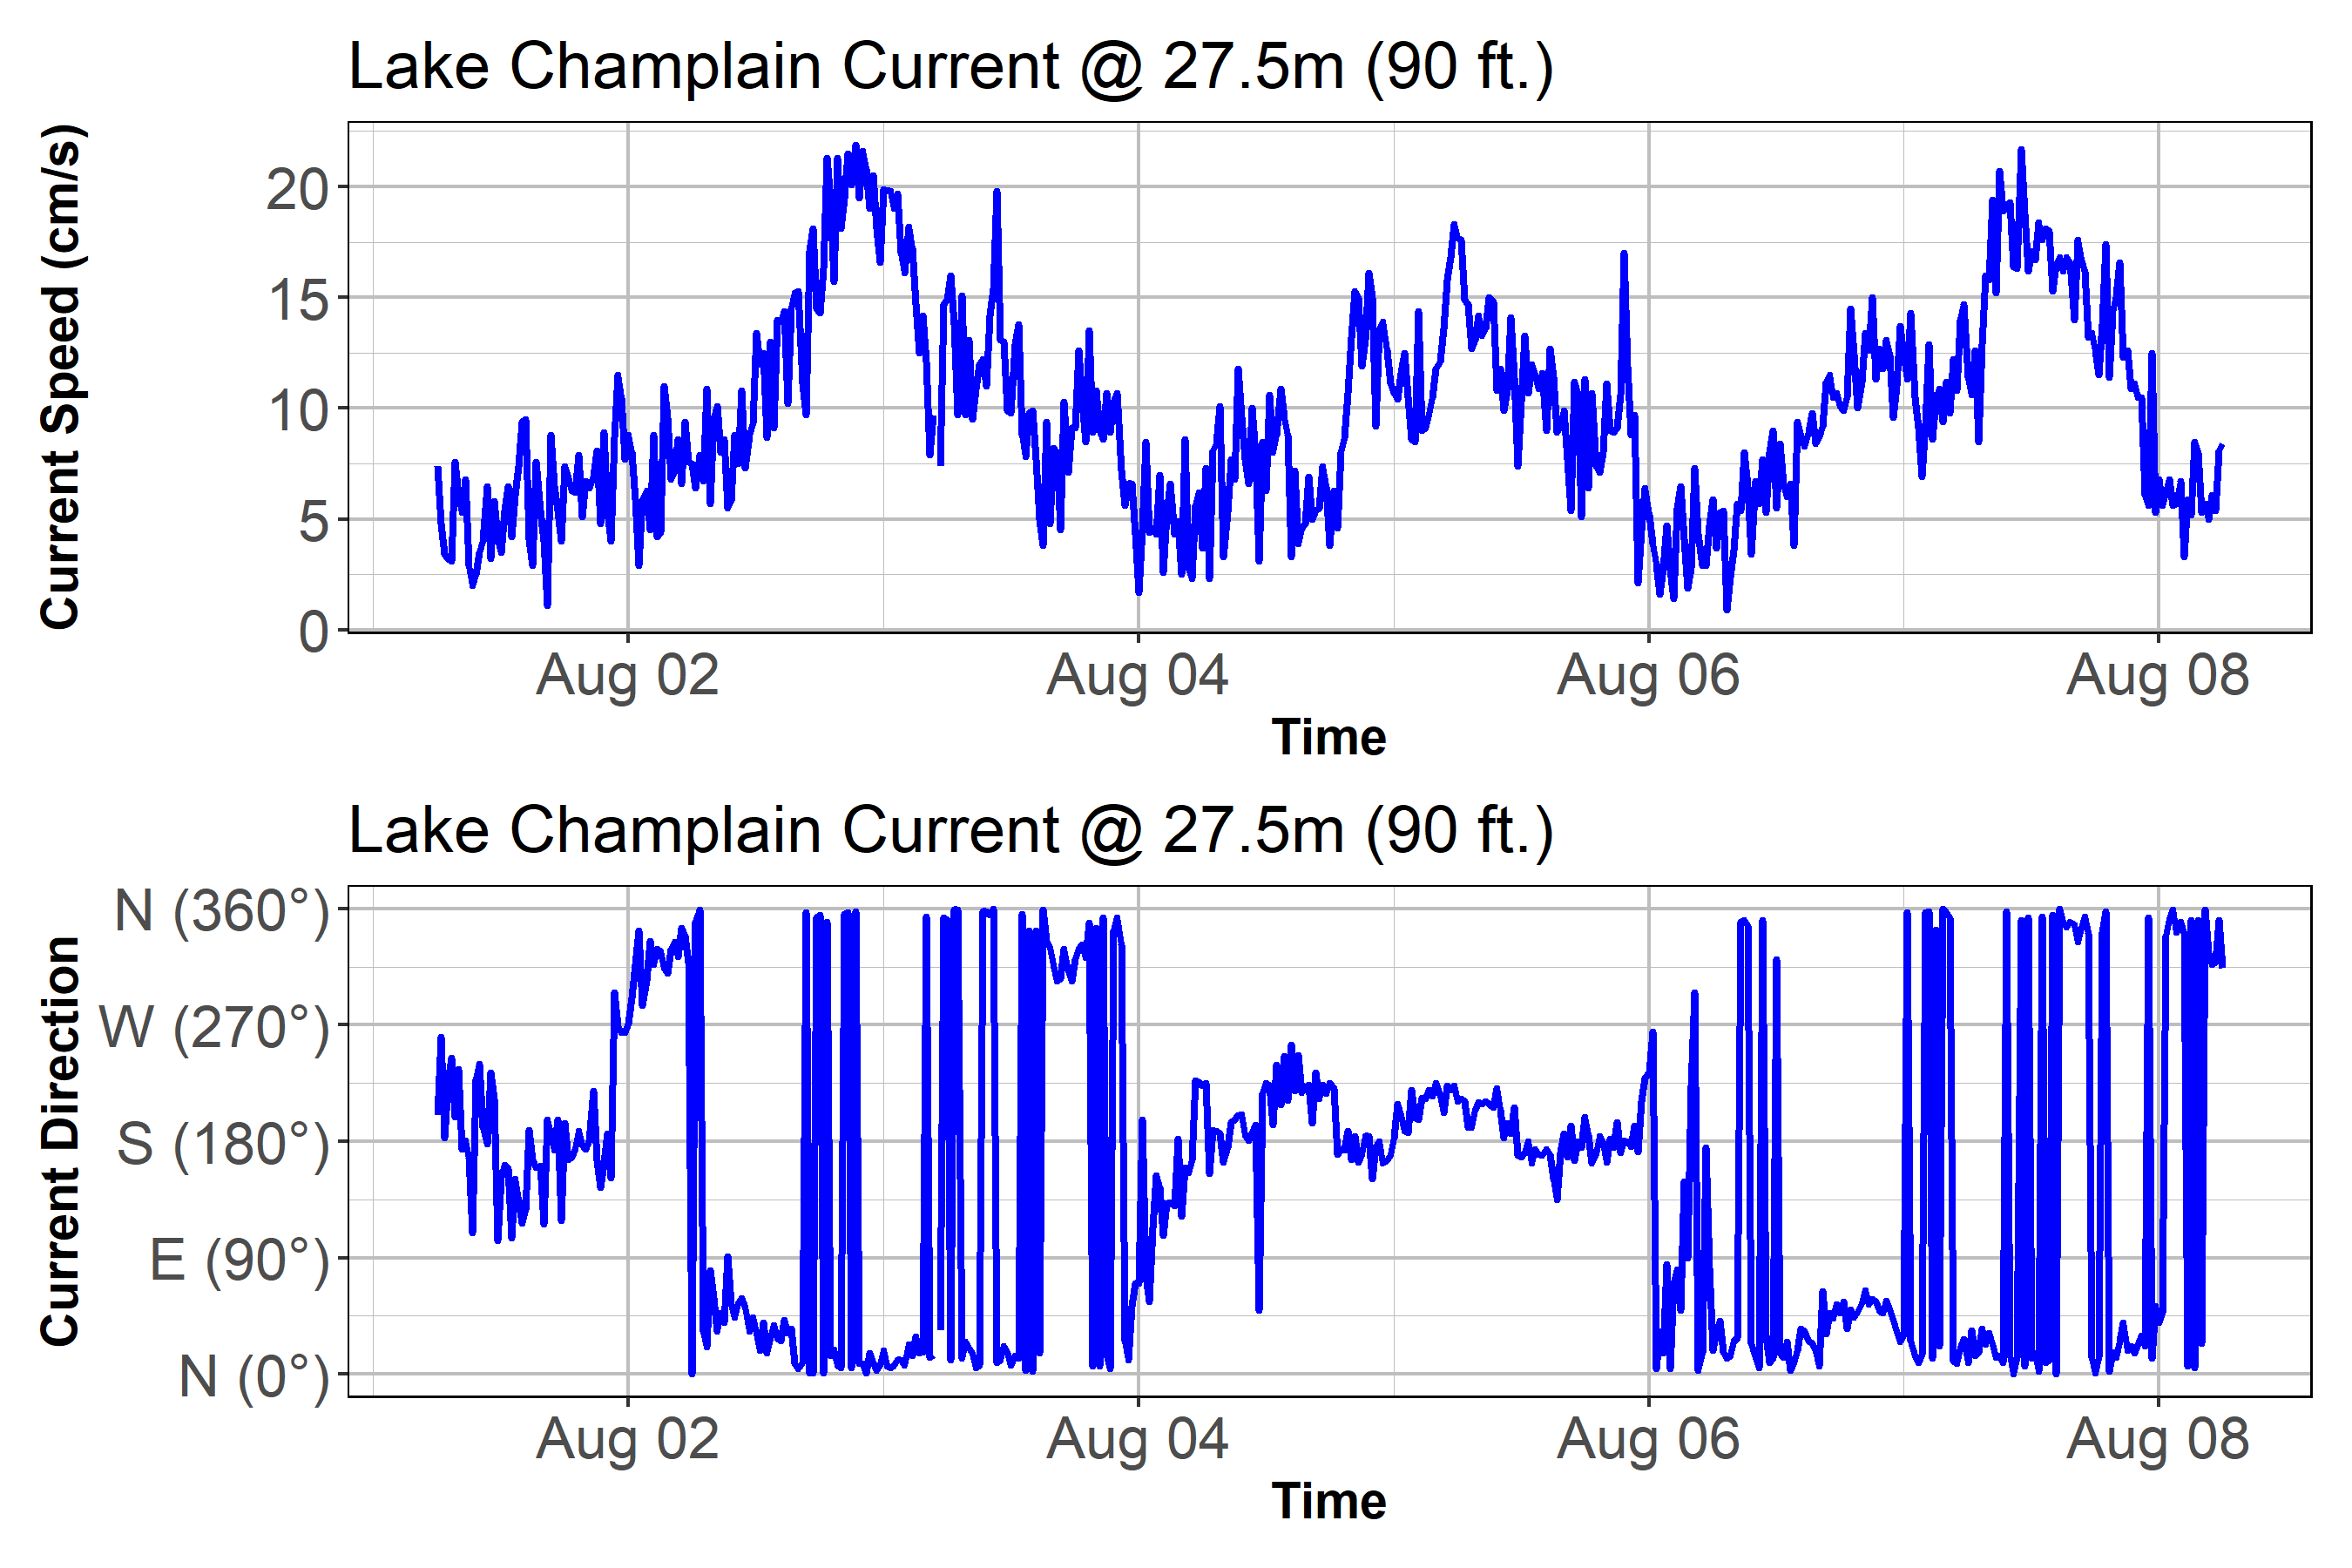 Lake Champlain Current @ 27.5m (90 ft.)
Current Speed (cm/s)
20
15
10
5
0
Aug 02 Aug 04 Aug 06 Aug 08
Time
Lake Champlain Current @ 27.5m (90 ft.)
Current Direction
N (360°)
W (270°)
S (180°)
E (90°)
N (0°)
Aug 02 Aug 04 Aug 06 Aug 08
Time